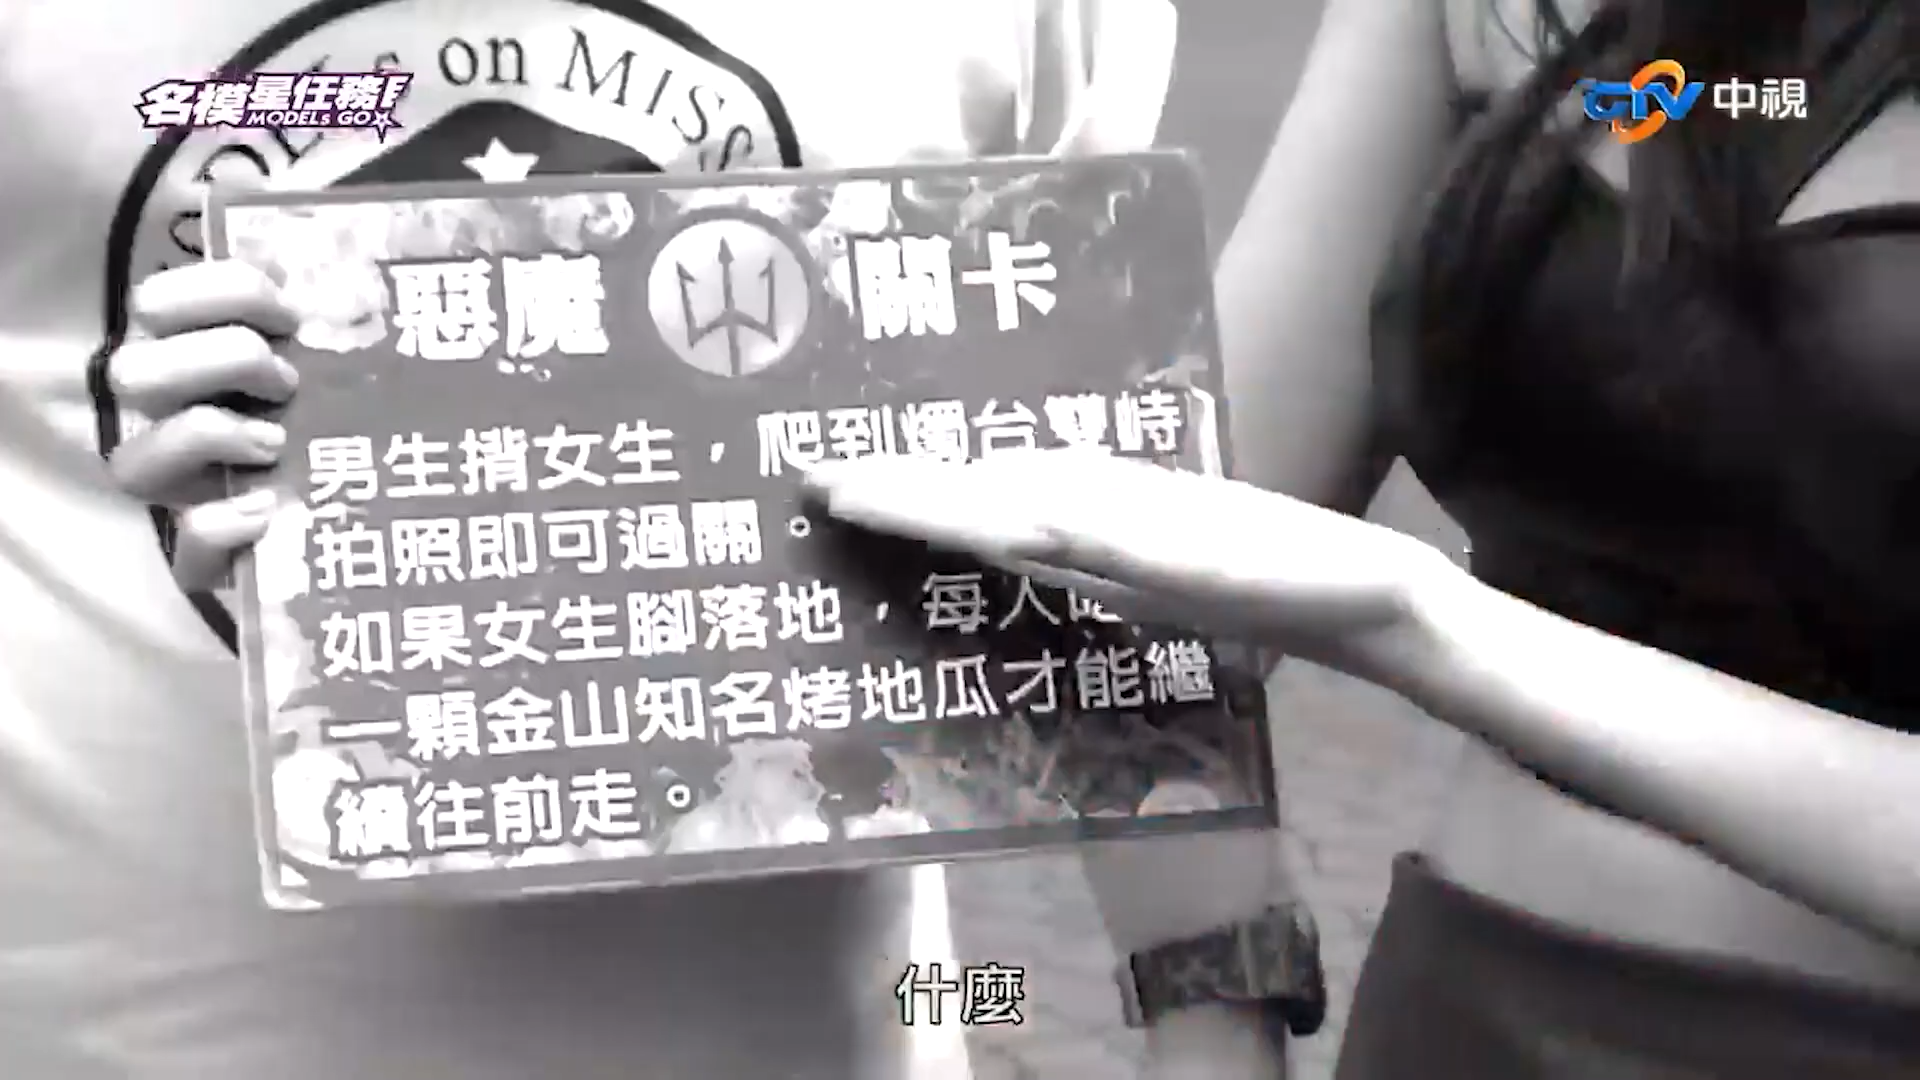 名模星任務
MODELS GO
on MISS
CTV 中視
惡魔 關卡
男生揹女生，爬到燭台雙峙
拍照即可過關。
如果女生腳落地，每人
一顆金山知名烤地瓜才能繼
續往前走。
什麼